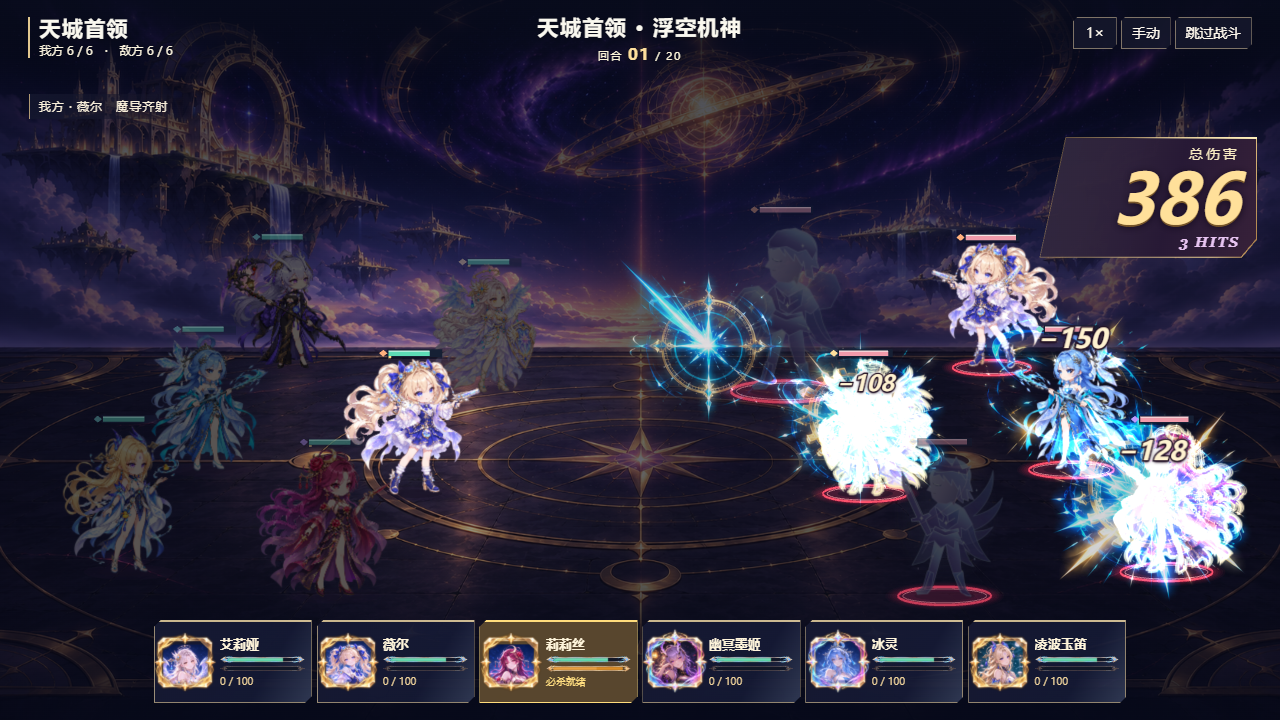 天城首领
我方 6 / 6 · 敌方 6 / 6
天城首领 · 浮空机神
回合 01 / 20
1×
手动
跳过战斗
我方 · 薇尔 魔导齐射
总伤害
386
3 HITS
-150
-108
-128
艾莉娅
0 / 100
薇尔
0 / 100
莉莉丝
必杀就绪
幽冥墨姬
0 / 100
冰灵
0 / 100
凌波玉笛
0 / 100